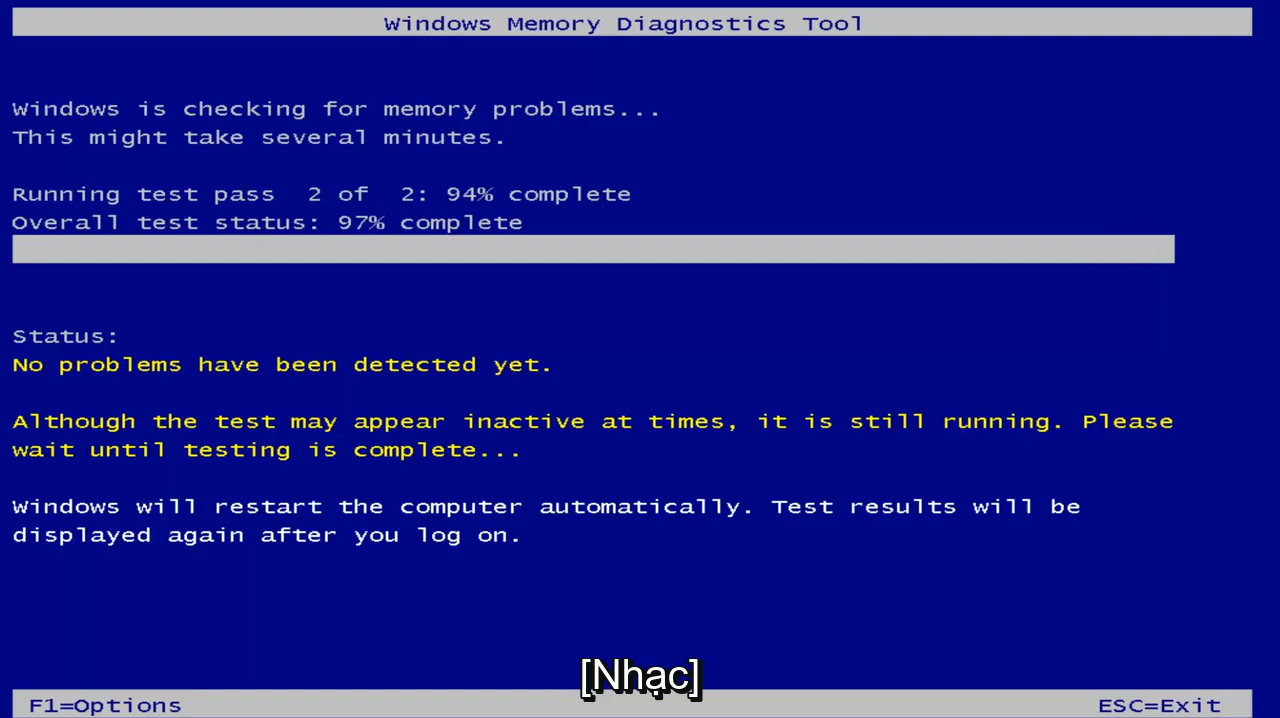 Windows Memory Diagnostics Tool
Windows is checking for memory problems...
This might take several minutes.
Running test pass  2 of  2: 94% complete
Overall test status: 97% complete
Status:
No problems have been detected yet.
Although the test may appear inactive at times, it is still running. Please
wait until testing is complete...
Windows will restart the computer automatically. Test results will be
displayed again after you log on.
[Nhạc]
F1=Options ESC=Exit